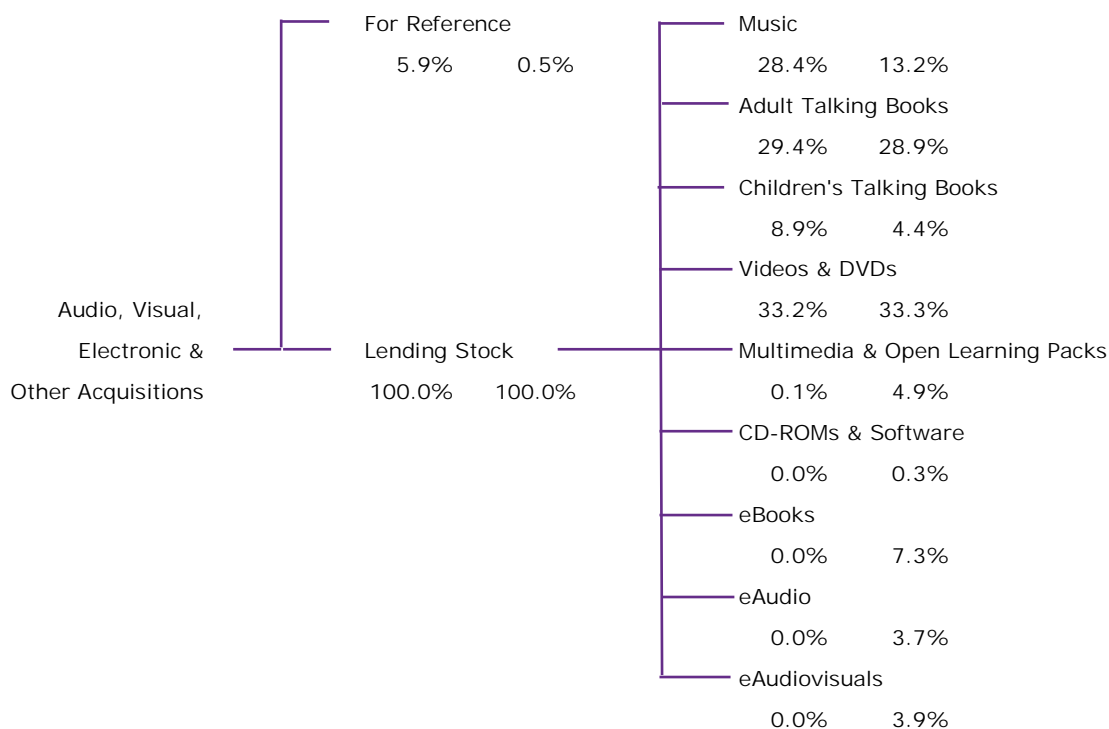 For Reference
5.9% 0.5%
Audio, Visual,
Electronic &
Other Acquisitions
Lending Stock
100.0% 100.0%
Music
28.4% 13.2%
Adult Talking Books
29.4% 28.9%
Children's Talking Books
8.9% 4.4%
Videos & DVDs
33.2% 33.3%
Multimedia & Open Learning Packs
0.1% 4.9%
CD-ROMs & Software
0.0% 0.3%
eBooks
0.0% 7.3%
eAudio
0.0% 3.7%
eAudiovisuals
0.0% 3.9%